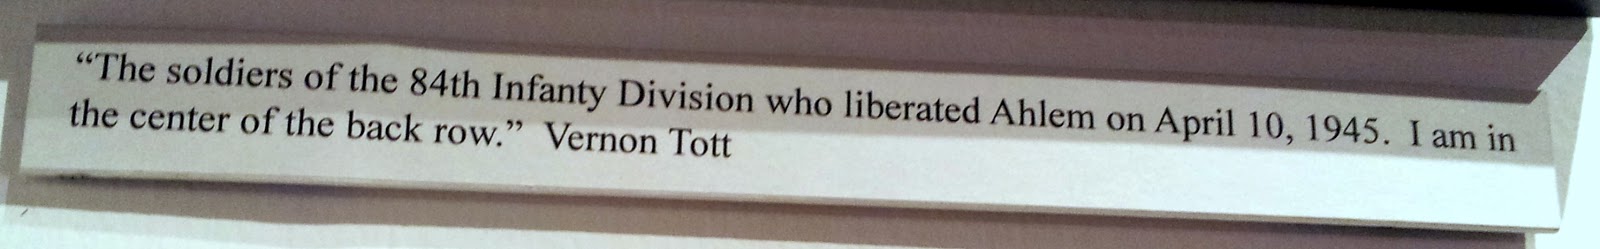 “The soldiers of the 84th Infanty Division who liberated Ahlem on April 10, 1945.  I am in
the center of the back row.”  Vernon Tott